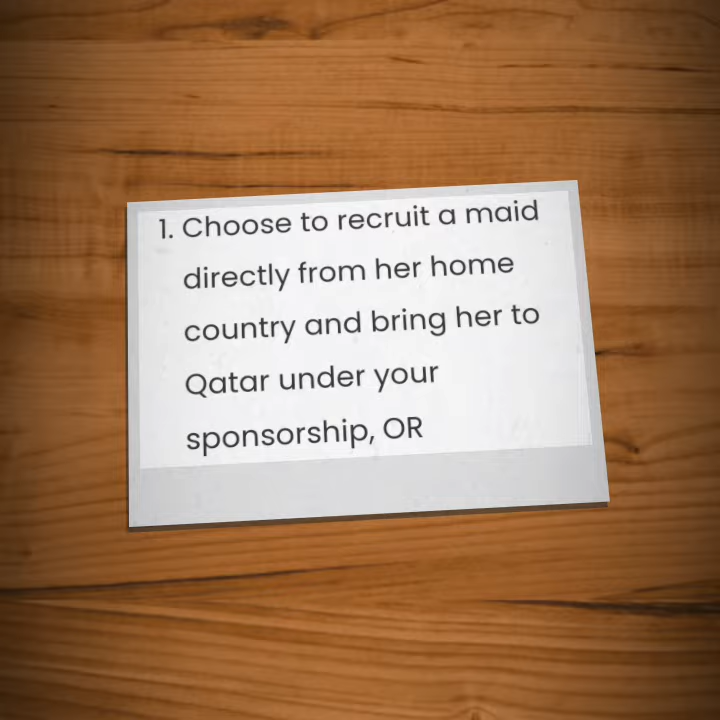 1. Choose to recruit a maid
directly from her home
country and bring her to
Qatar under your
sponsorship, OR